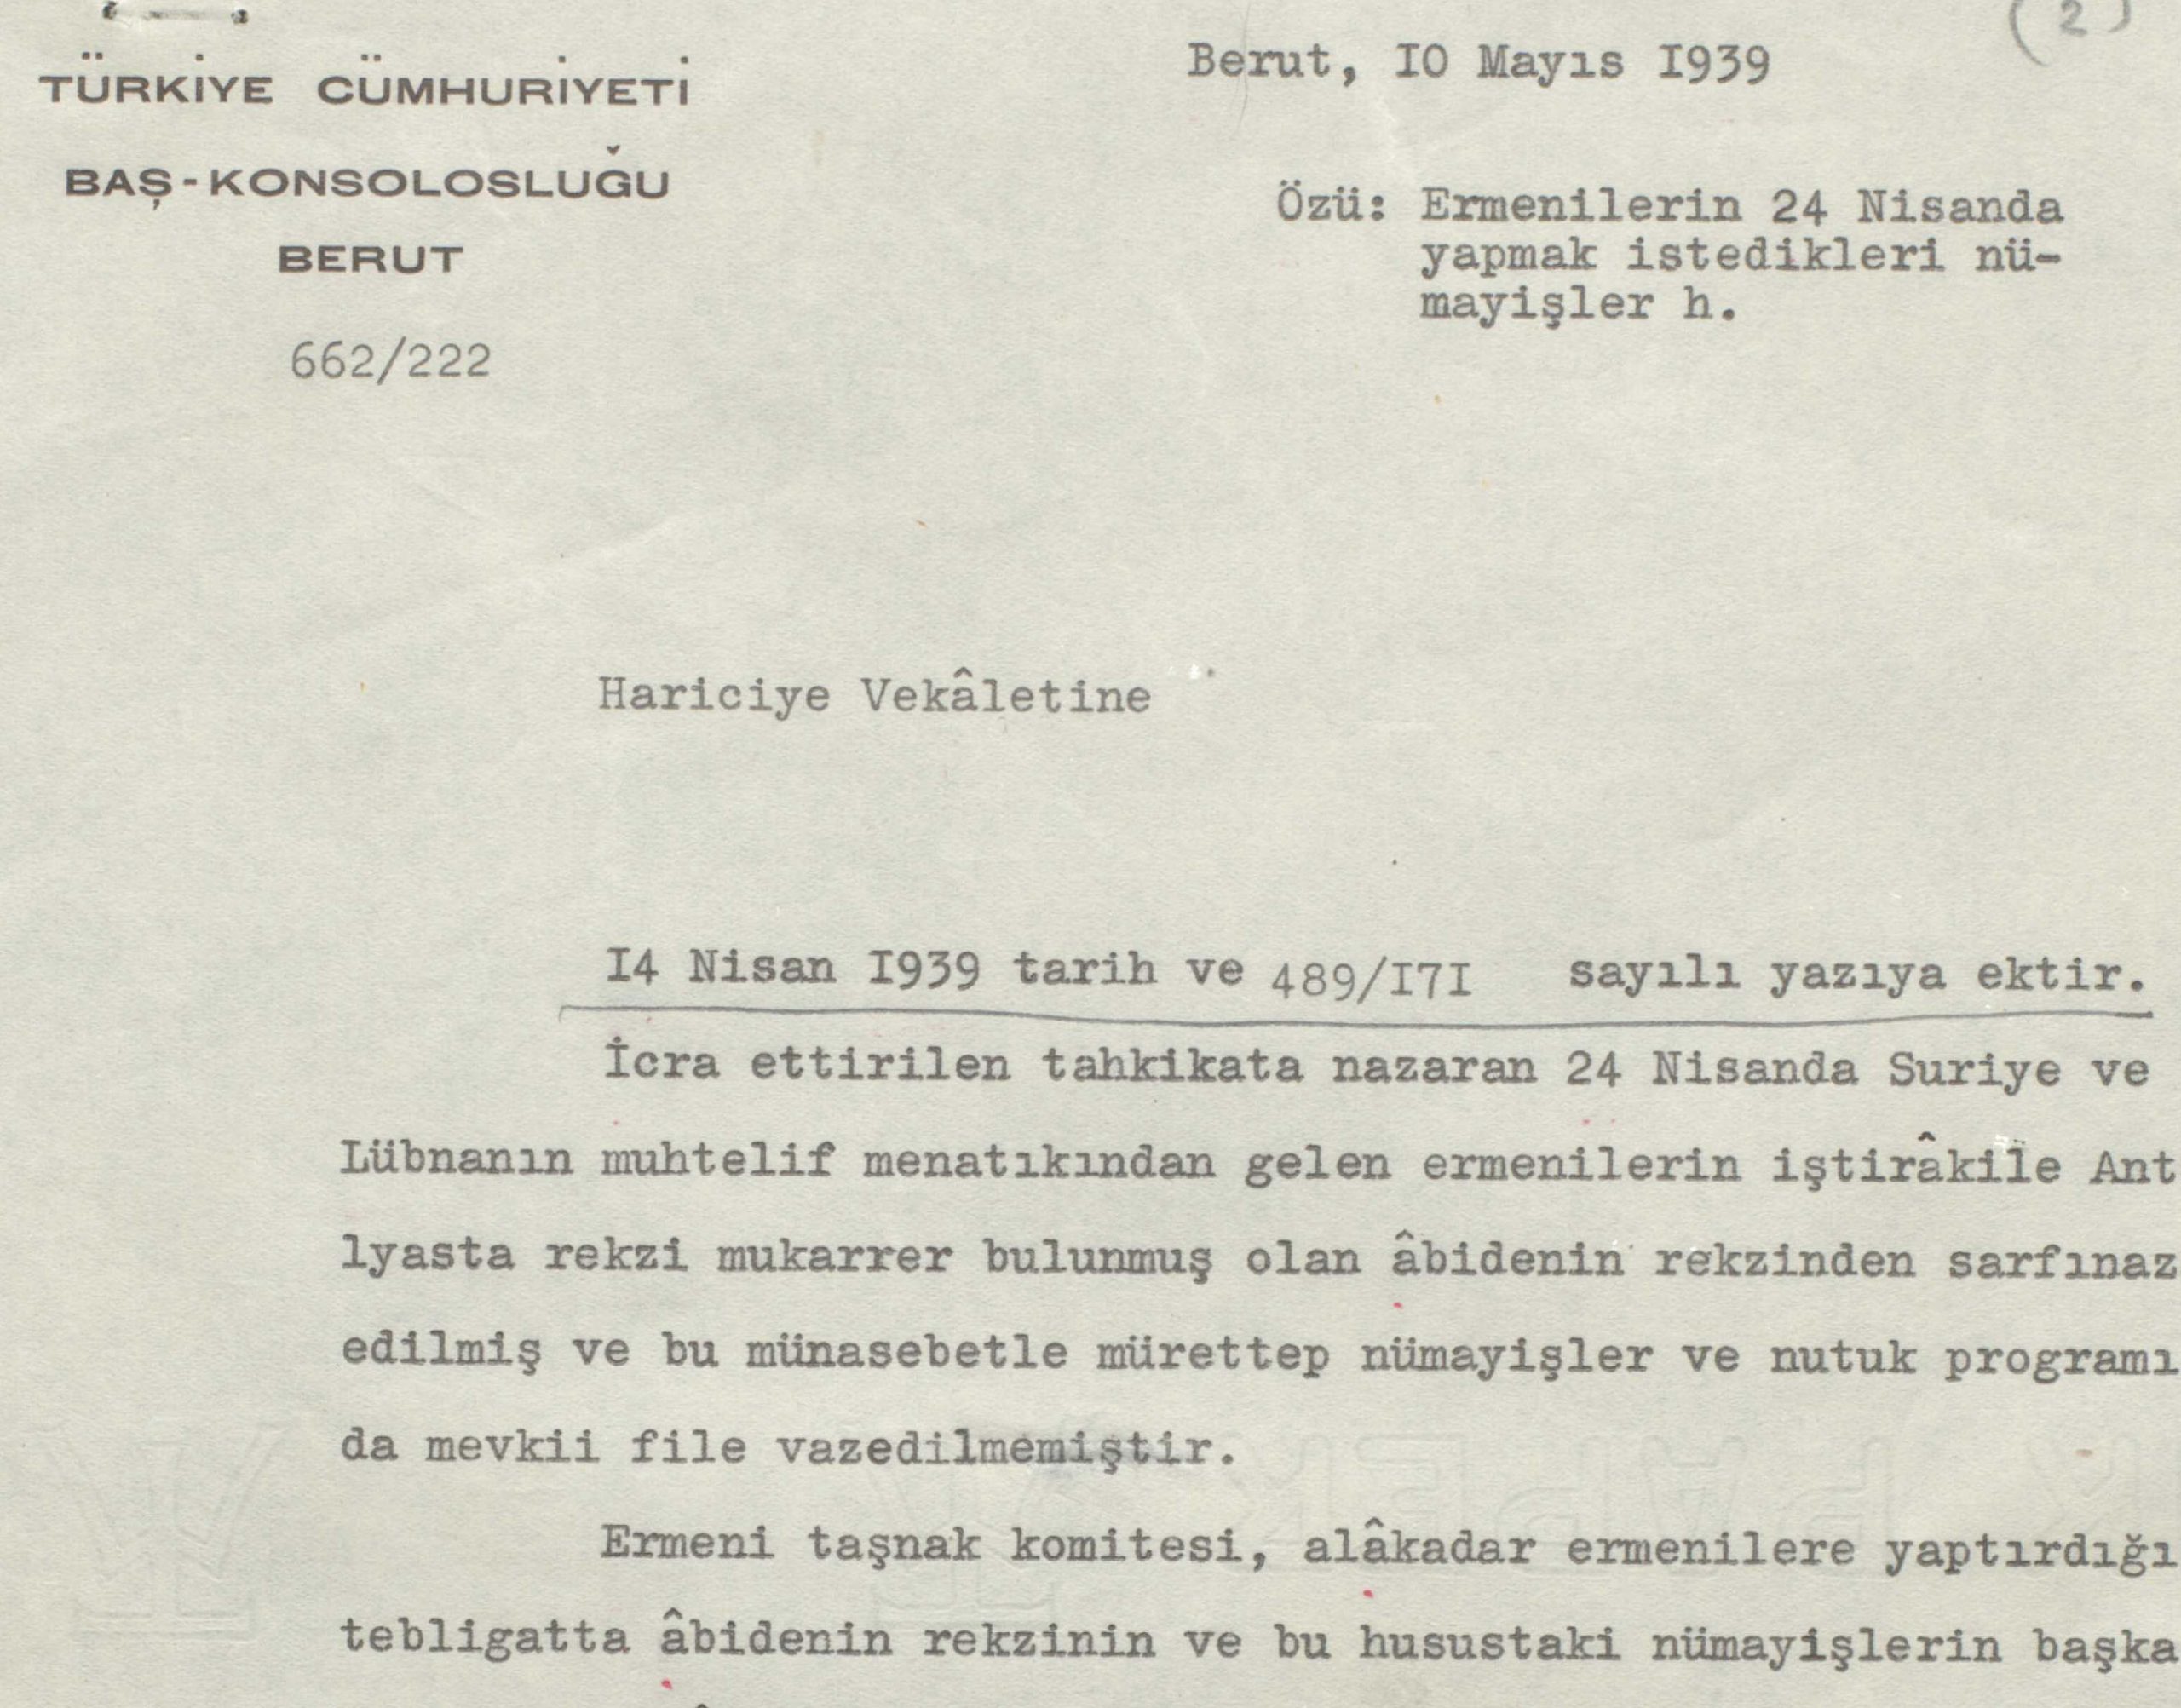 (2)
TÜRKİYE CÜMHURİYETİ
Berut, IO Mayıs I939
BAŞ-KONSOLOSLUĞU
BERUT
Özü: Ermenilerin 24 Nisanda
yapmak istedikleri nü-
mayişler h.
662/222
Hariciye Vekâletine
I4 Nisan I939 tarih ve 489/I7I sayılı yazıya ektir.
İcra ettirilen tahkikata nazaran 24 Nisanda Suriye ve
Lübnanın muhtelif menatıkından gelen ermenilerin iştirâkile Ant
lyasta rekzi mukarrer bulunmuş olan âbidenin rekzinden sarfınaz
edilmiş ve bu münasebetle mürettep nümayişler ve nutuk programı
da mevkii file vazedilmemiştir.
Ermeni taşnak komitesi, alâkadar ermenilere yaptırdığı
tebligatta âbidenin rekzinin ve bu husustaki nümayişlerin başka